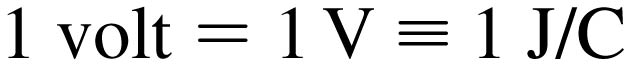 1 volt = 1 V ≡ 1 J/C